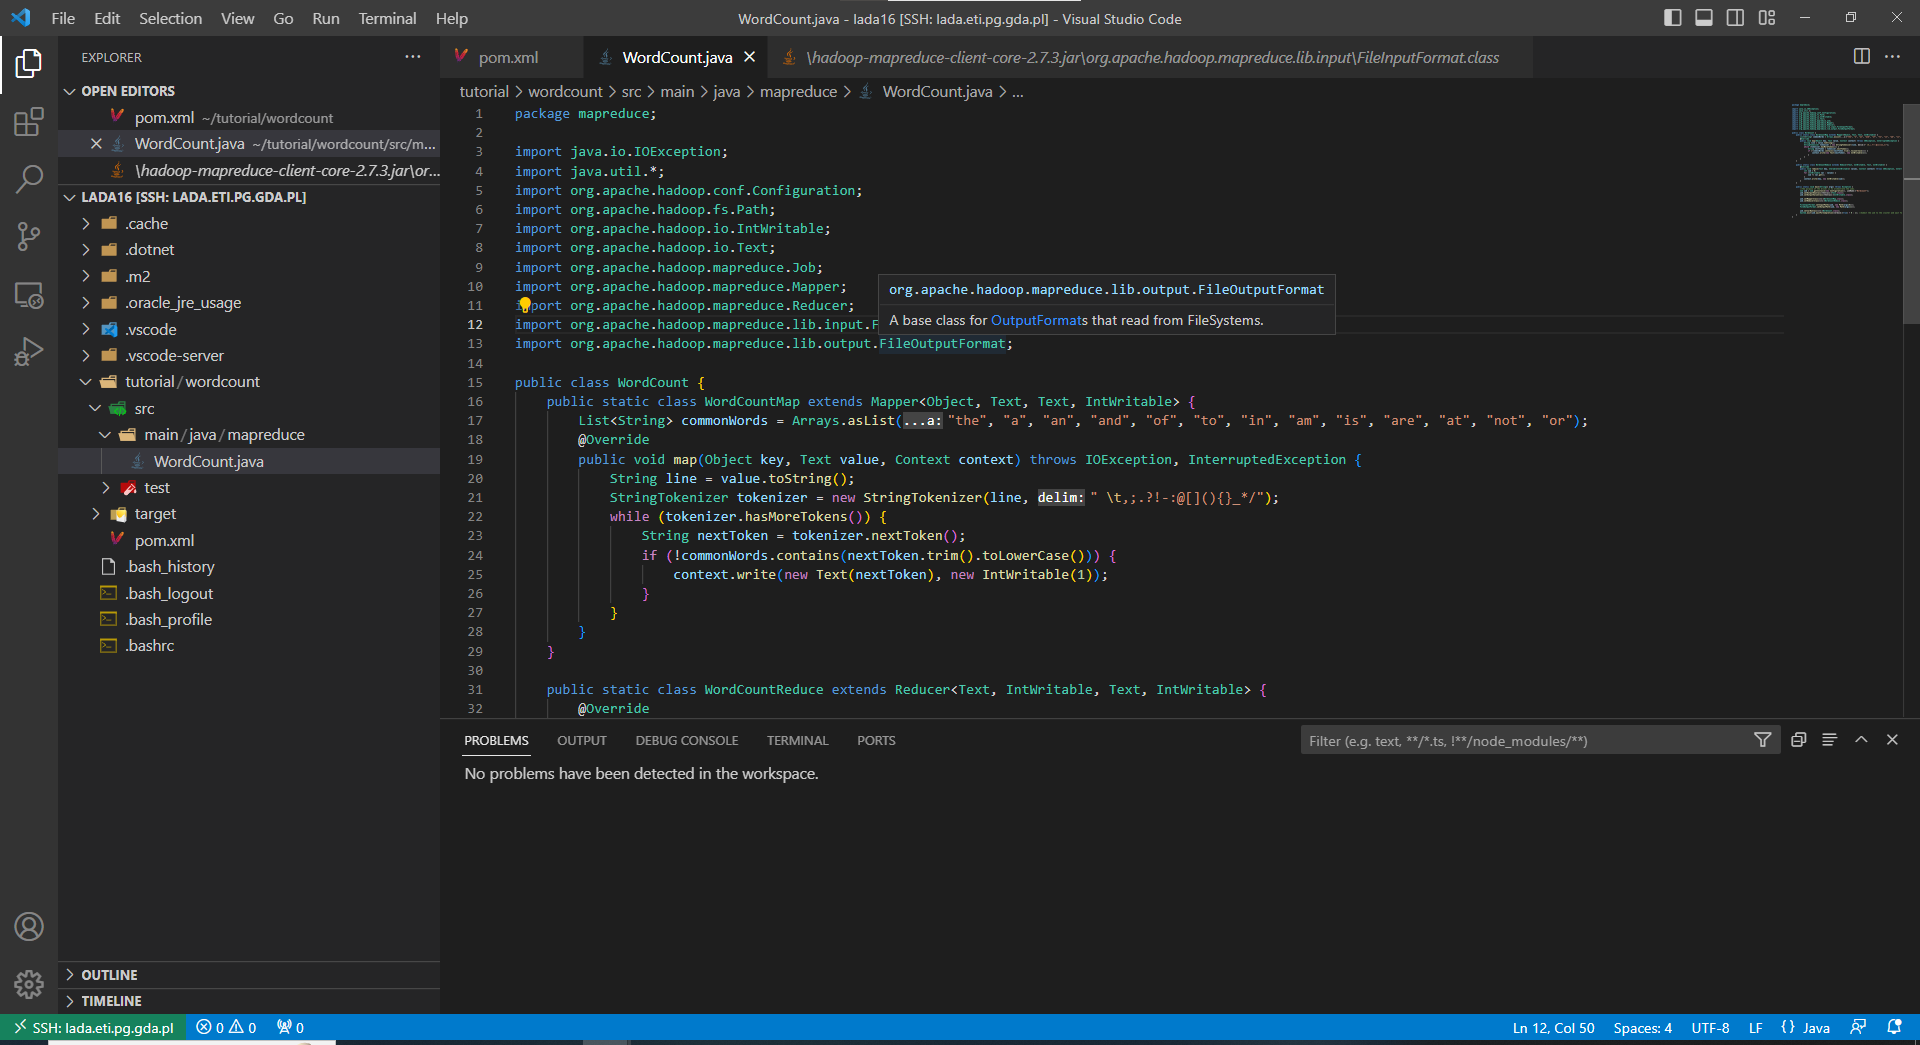 File Edit Selection View Go Run Terminal Help
WordCount.java - lada16 [SSH: lada.eti.pg.gda.pl] - Visual Studio Code
EXPLORER
OPEN EDITORS
pom.xml ~/tutorial/wordcount
WordCount.java ~/tutorial/wordcount/src/m...
\hadoop-mapreduce-client-core-2.7.3.jar\or...
LADA16 [SSH: LADA.ETI.PG.GDA.PL]
.cache
.dotnet
.m2
.oracle_jre_usage
.vscode
.vscode-server
tutorial/wordcount
src
main/java/mapreduce
WordCount.java
test
target
pom.xml
.bash_history
.bash_logout
.bash_profile
.bashrc
OUTLINE
TIMELINE
pom.xml
WordCount.java
\hadoop-mapreduce-client-core-2.7.3.jar\org.apache.hadoop.mapreduce.lib.input\FileInputFormat.class
tutorial > wordcount > src > main > java > mapreduce > WordCount.java > ...
1 package mapreduce;
2
3 import java.io.IOException;
4 import java.util.*;
5 import org.apache.hadoop.conf.Configuration;
6 import org.apache.hadoop.fs.Path;
7 import org.apache.hadoop.io.IntWritable;
8 import org.apache.hadoop.io.Text;
9 import org.apache.hadoop.mapreduce.Job;
10 import org.apache.hadoop.mapreduce.Mapper;
11 import org.apache.hadoop.mapreduce.Reducer;
12 import org.apache.hadoop.mapreduce.lib.input.F
13 import org.apache.hadoop.mapreduce.lib.output.FileOutputFormat;
org.apache.hadoop.mapreduce.lib.output.FileOutputFormat
A base class for OutputFormats that read from FileSystems.
14
15 public class WordCount {
16 public static class WordCountMap extends Mapper<Object, Text, Text, IntWritable> {
17 List<String> commonWords = Arrays.asList(...a: "the", "a", "an", "and", "of", "to", "in", "am", "is", "are", "at", "not", "or");
18 @Override
19 public void map(Object key, Text value, Context context) throws IOException, InterruptedException {
20 String line = value.toString();
21 StringTokenizer tokenizer = new StringTokenizer(line, delim: " \t,;.?!-:@[](){}_*/");
22 while (tokenizer.hasMoreTokens()) {
23 String nextToken = tokenizer.nextToken();
24 if (!commonWords.contains(nextToken.trim().toLowerCase())) {
25 context.write(new Text(nextToken), new IntWritable(1));
26 }
27 }
28 }
29 }
30
31 public static class WordCountReduce extends Reducer<Text, IntWritable, Text, IntWritable> {
32 @Override
PROBLEMS OUTPUT DEBUG CONSOLE TERMINAL PORTS
Filter (e.g. text, **/*.ts, !**/node_modules/**)
No problems have been detected in the workspace.
SSH: lada.eti.pg.gda.pl 0 0 0
Ln 12, Col 50 Spaces: 4 UTF-8 LF {} Java